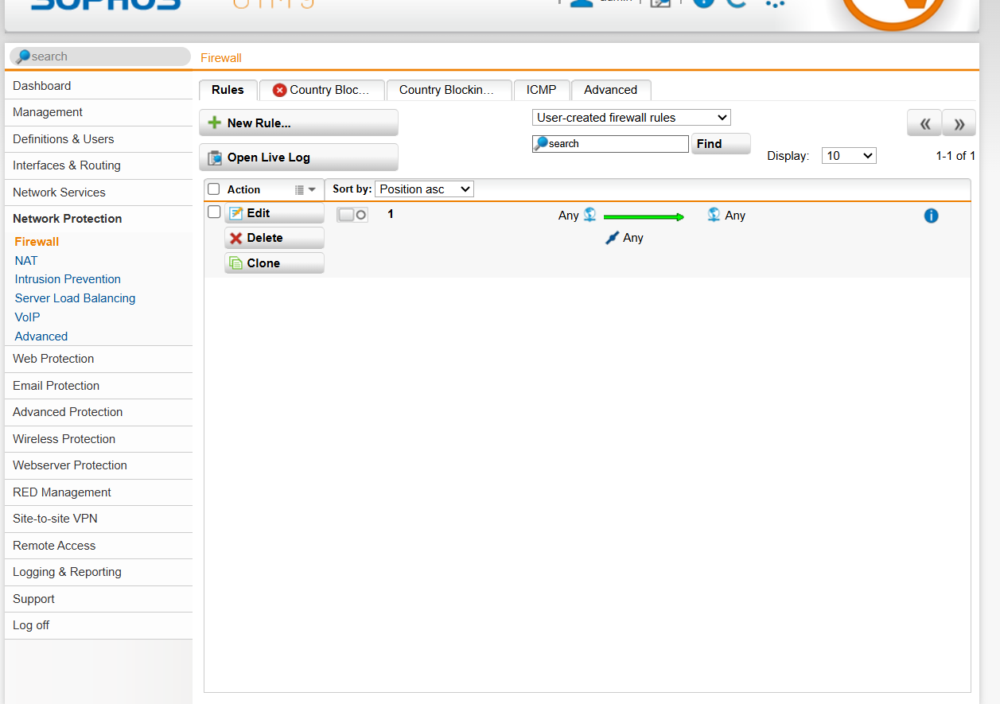 SOPHOS UTM 9
admin
search
Firewall
Dashboard
Management
Definitions & Users
Interfaces & Routing
Network Services
Network Protection
Firewall
NAT
Intrusion Prevention
Server Load Balancing
VoIP
Advanced
Web Protection
Email Protection
Advanced Protection
Wireless Protection
Webserver Protection
RED Management
Site-to-site VPN
Remote Access
Logging & Reporting
Support
Log off
Rules Country Bloc... Country Blockin... ICMP Advanced
New Rule...
User-created firewall rules
« »
Open Live Log
search Find
Display: 10 1-1 of 1
Action Sort by: Position asc
Edit 1 Any Any
Delete Any
Clone